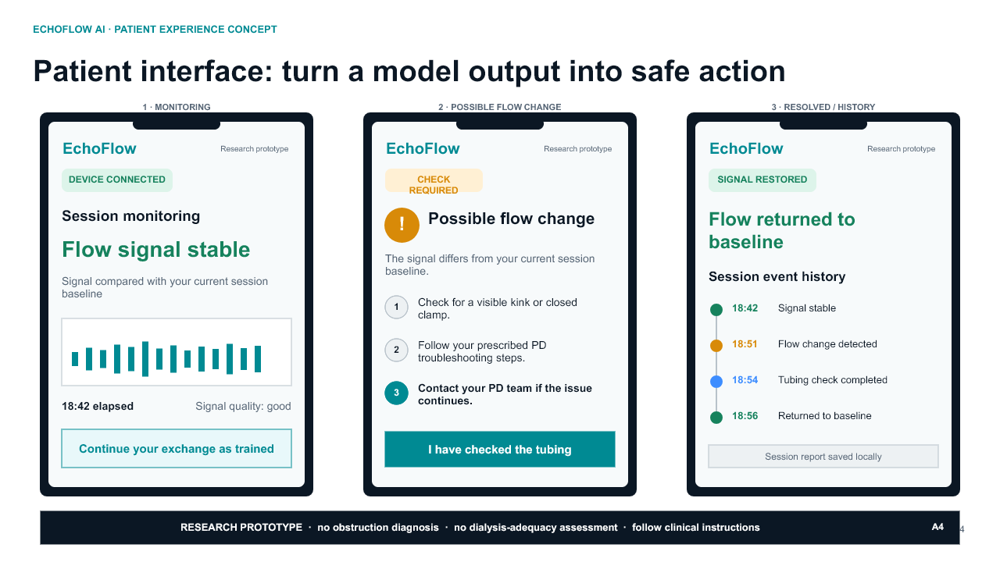 ECHOFLOW AI · PATIENT EXPERIENCE CONCEPT
Patient interface: turn a model output into safe action
1 · MONITORING
EchoFlow
Research prototype
DEVICE CONNECTED
Session monitoring
Flow signal stable
Signal compared with your current session
baseline
18:42 elapsed
Signal quality: good
Continue your exchange as trained
2 · POSSIBLE FLOW CHANGE
EchoFlow
Research prototype
CHECK
REQUIRED
!
Possible flow change
The signal differs from your current session
baseline.
1
Check for a visible kink or closed
clamp.
2
Follow your prescribed PD
troubleshooting steps.
3
Contact your PD team if the issue
continues.
I have checked the tubing
3 · RESOLVED / HISTORY
EchoFlow
Research prototype
SIGNAL RESTORED
Flow returned to
baseline
Session event history
18:42 Signal stable
18:51 Flow change detected
18:54 Tubing check completed
18:56 Returned to baseline
Session report saved locally
RESEARCH PROTOTYPE · no obstruction diagnosis · no dialysis-adequacy assessment · follow clinical instructions
A4
4